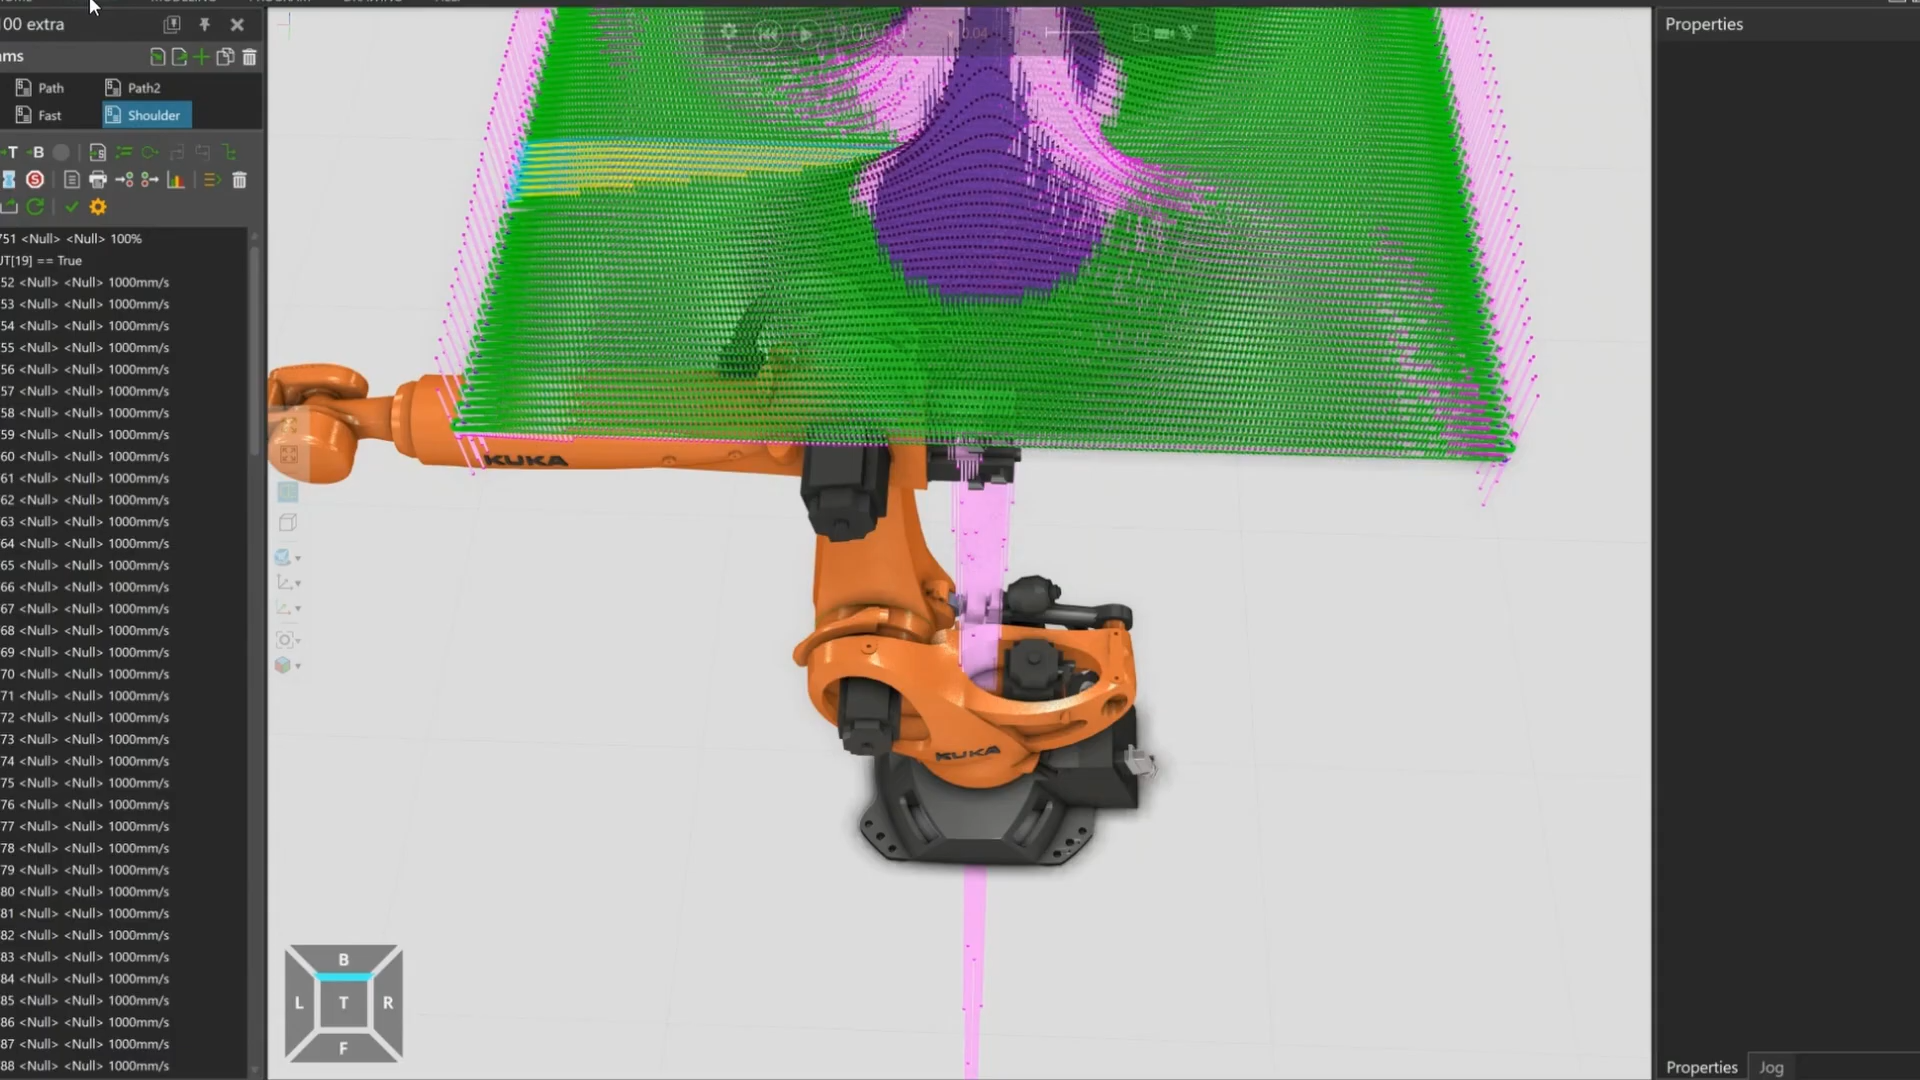 MODELING PROGRAM DRAWING
100 extra
Properties
ms
Path Path2
Fast Shoulder
T B
751 <Null> <Null> 100%
UT[19] == True
52 <Null> <Null> 1000mm/s
53 <Null> <Null> 1000mm/s
54 <Null> <Null> 1000mm/s
55 <Null> <Null> 1000mm/s
56 <Null> <Null> 1000mm/s
57 <Null> <Null> 1000mm/s
58 <Null> <Null> 1000mm/s
59 <Null> <Null> 1000mm/s
60 <Null> <Null> 1000mm/s
61 <Null> <Null> 1000mm/s
62 <Null> <Null> 1000mm/s
63 <Null> <Null> 1000mm/s
64 <Null> <Null> 1000mm/s
65 <Null> <Null> 1000mm/s
66 <Null> <Null> 1000mm/s
67 <Null> <Null> 1000mm/s
68 <Null> <Null> 1000mm/s
69 <Null> <Null> 1000mm/s
70 <Null> <Null> 1000mm/s
71 <Null> <Null> 1000mm/s
72 <Null> <Null> 1000mm/s
73 <Null> <Null> 1000mm/s
74 <Null> <Null> 1000mm/s
75 <Null> <Null> 1000mm/s
76 <Null> <Null> 1000mm/s
77 <Null> <Null> 1000mm/s
78 <Null> <Null> 1000mm/s
79 <Null> <Null> 1000mm/s
80 <Null> <Null> 1000mm/s
81 <Null> <Null> 1000mm/s
82 <Null> <Null> 1000mm/s
83 <Null> <Null> 1000mm/s
84 <Null> <Null> 1000mm/s
85 <Null> <Null> 1000mm/s
86 <Null> <Null> 1000mm/s
87 <Null> <Null> 1000mm/s
88 <Null> <Null> 1000mm/s
KUKA
KUKA
B
L T R
F
Properties Jog